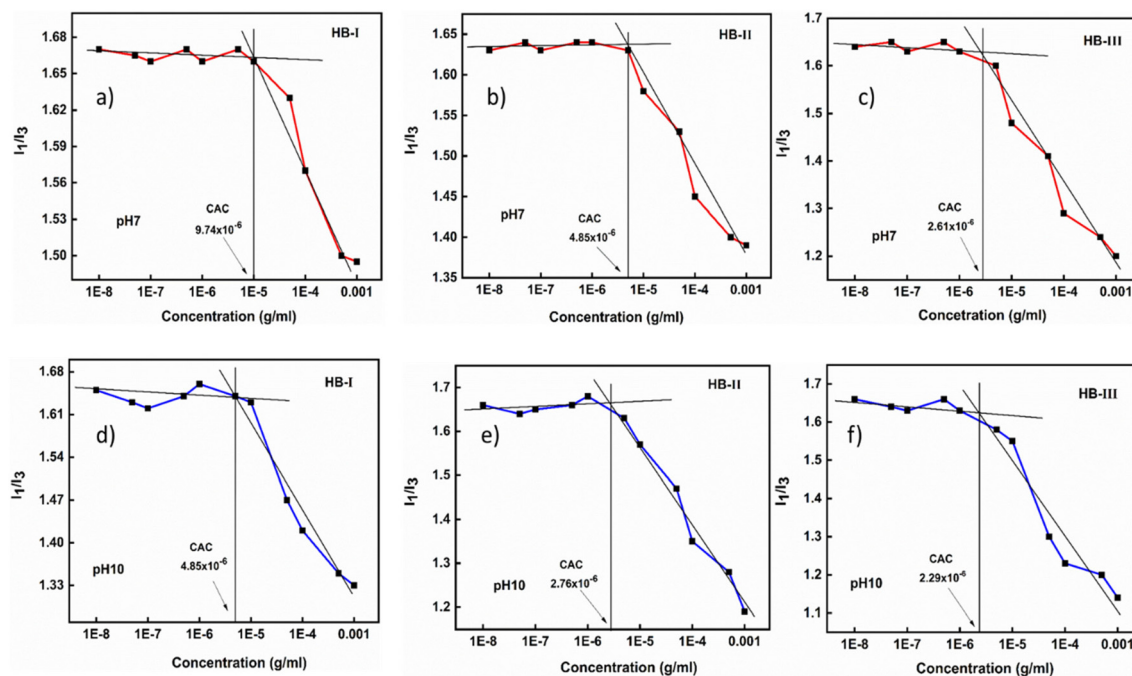 HB-I
a)
I1/I3
1.68
1.65
1.62
1.59
1.56
1.53
1.50
pH7
CAC
9.74x10-6
1E-8 1E-7 1E-6 1E-5 1E-4 0.001
Concentration (g/ml)
HB-II
b)
I1/I3
1.65
1.60
1.55
1.50
1.45
1.40
1.35
pH7
CAC
4.85x10-6
1E-8 1E-7 1E-6 1E-5 1E-4 0.001
Concentration (g/ml)
HB-III
c)
I1/I3
1.7
1.6
1.5
1.4
1.3
1.2
pH7
CAC
2.61x10-6
1E-8 1E-7 1E-6 1E-5 1E-4 0.001
Concentration (g/ml)
HB-I
d)
I1/I3
1.68
1.61
1.54
1.47
1.40
1.33
pH10
CAC
4.85x10-6
1E-8 1E-7 1E-6 1E-5 1E-4 0.001
Concentration (g/ml)
HB-II
e)
I1/I3
1.7
1.6
1.5
1.4
1.3
1.2
pH10
CAC
2.76x10-6
1E-8 1E-7 1E-6 1E-5 1E-4 0.001
Concentration (g/ml)
HB-III
f)
I1/I3
1.7
1.6
1.5
1.4
1.3
1.2
1.1
pH10
CAC
2.29x10-6
1E-8 1E-7 1E-6 1E-5 1E-4 0.001
Concentration (g/ml)